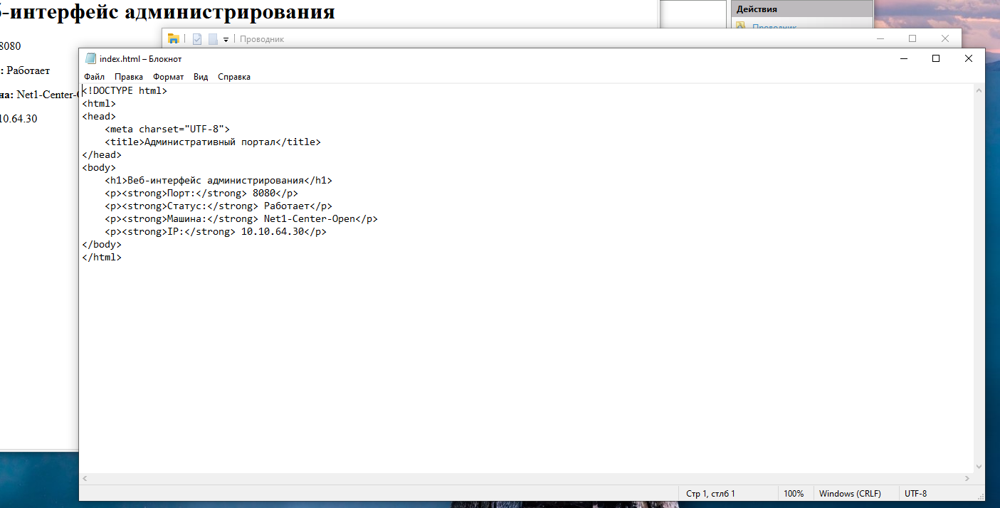 -интерфейс администрирования
Действия
Проводник
Проводник
8080
: Работает
на: Net1-Center-
10.64.30
index.html – Блокнот
Файл Правка Формат Вид Справка
<!DOCTYPE html>
<html>
<head>
    <meta charset="UTF-8">
    <title>Административный портал</title>
</head>
<body>
    <h1>Веб-интерфейс администрирования</h1>
    <p><strong>Порт:</strong> 8080</p>
    <p><strong>Статус:</strong> Работает</p>
    <p><strong>Машина:</strong> Net1-Center-Open</p>
    <p><strong>IP:</strong> 10.10.64.30</p>
</body>
</html>
Стр 1, стлб 1 100% Windows (CRLF) UTF-8